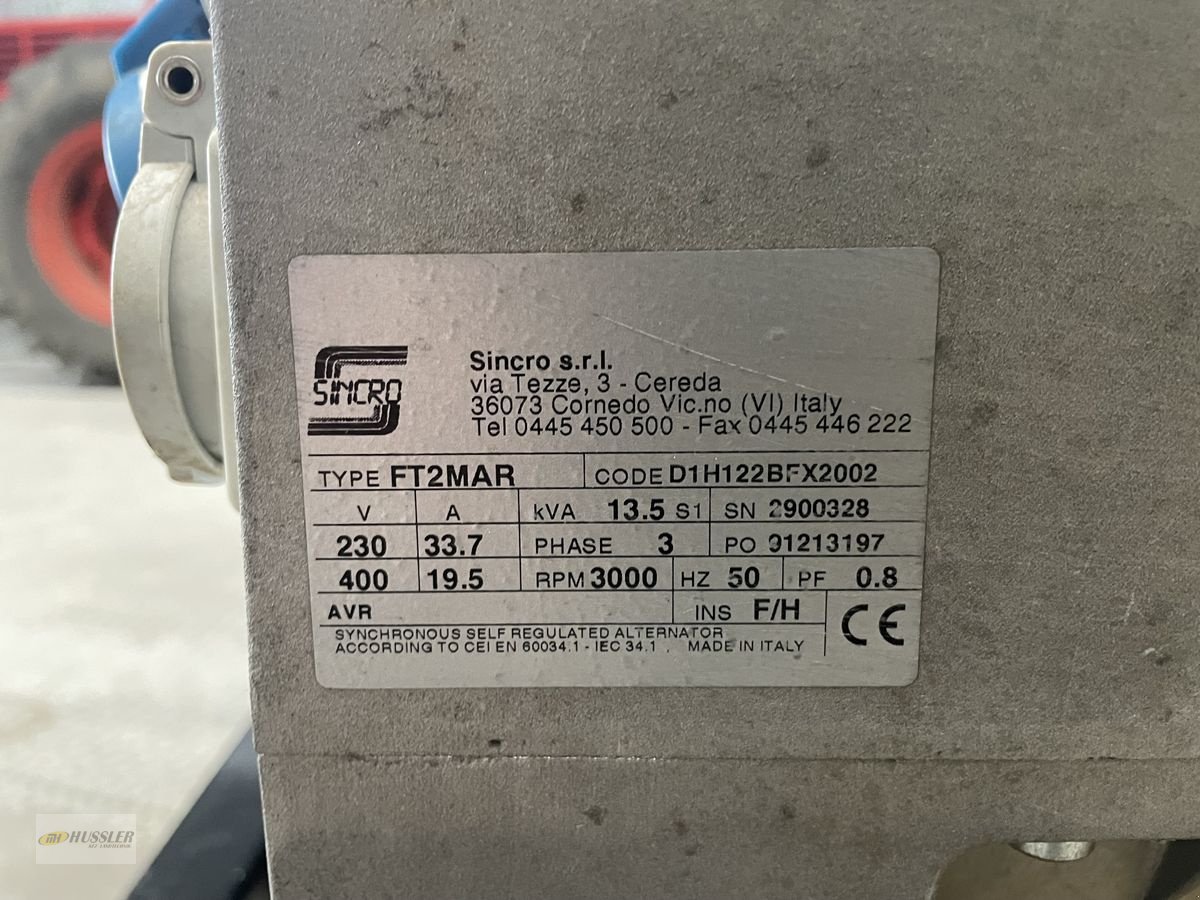 SINCRO
Sincro s.r.l.
via Tezze, 3 - Cereda
36073 Cornedo Vic.no (VI) Italy
Tel 0445 450 500 - Fax 0445 446 222
TYPE FT2MAR CODE D1H122BFX2002
V A kVA 13.5 S1 SN 2900328
230 33.7 PHASE 3 PO 91213197
400 19.5 RPM 3000 HZ 50 PF 0.8
AVR INS F/H CE
SYNCHRONOUS SELF REGULATED ALTERNATOR
ACCORDING TO CEI EN 60034.1 - IEC 34.1 . MADE IN ITALY
MH HUSSLER
KFZ-LANDTECHNIK